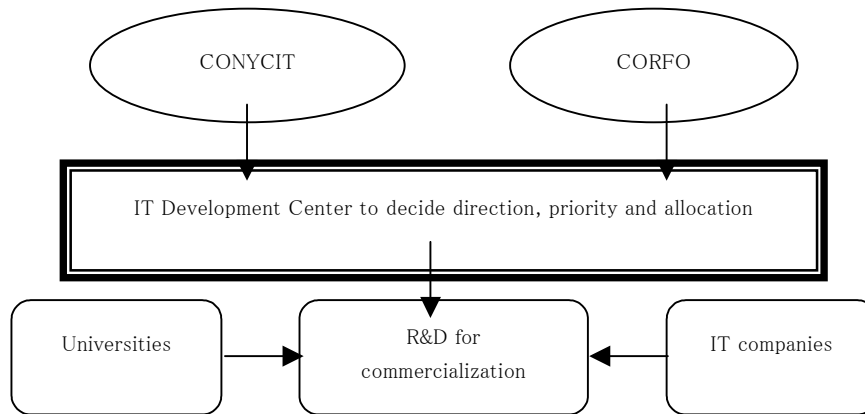 CONYCIT
CORFO
IT Development Center to decide direction, priority and allocation
Universities
R&D for
commercialization
IT companies